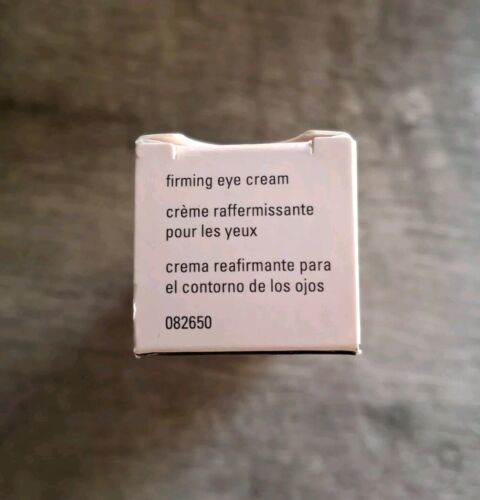 firming eye cream
crème raffermissante
pour les yeux
crema reafirmante para
el contorno de los ojos
082650